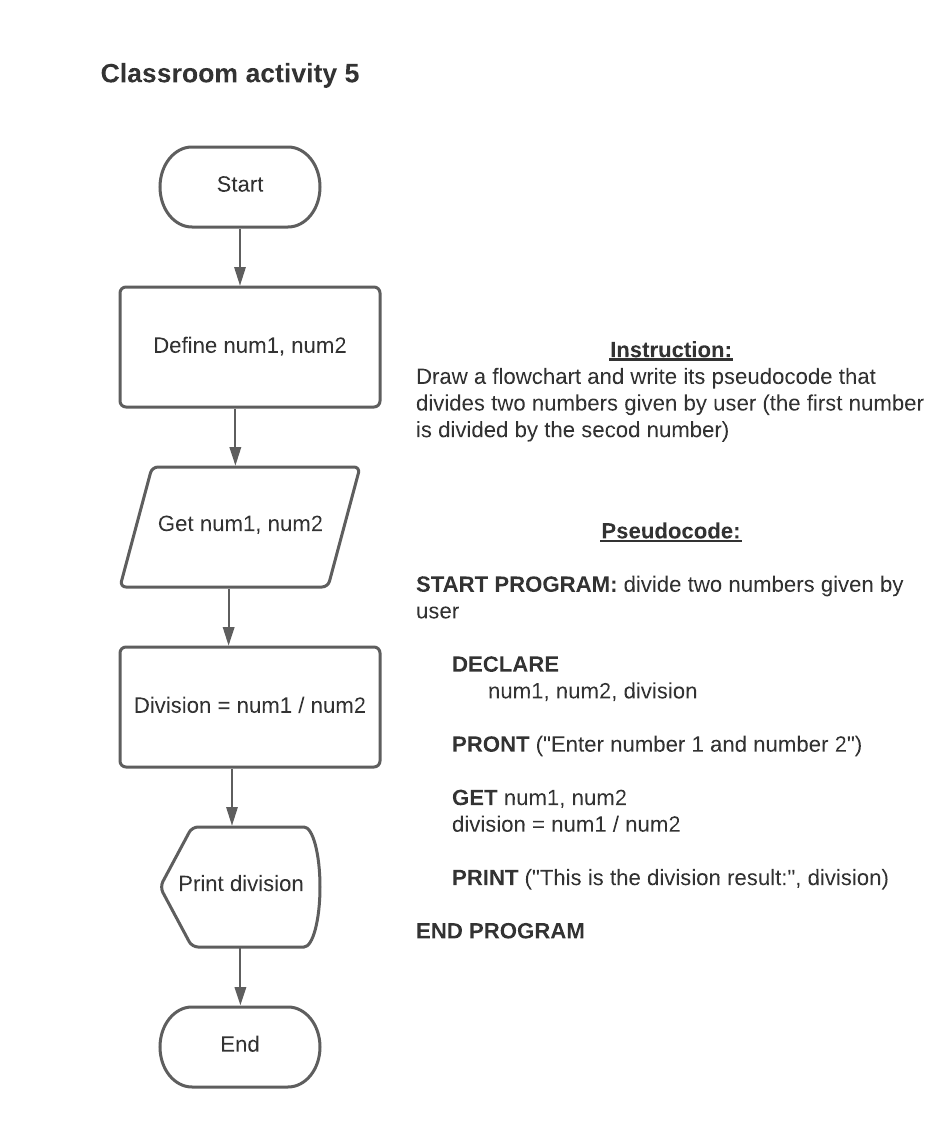 Classroom activity 5
Start
Define num1, num2
Get num1, num2
Division = num1 / num2
Print division
End
Instruction:
Draw a flowchart and write its pseudocode that
divides two numbers given by user (the first number
is divided by the secod number)
Pseudocode:
START PROGRAM: divide two numbers given by
user
DECLARE
num1, num2, division
PRONT ("Enter number 1 and number 2")
GET num1, num2
division = num1 / num2
PRINT ("This is the division result:", division)
END PROGRAM